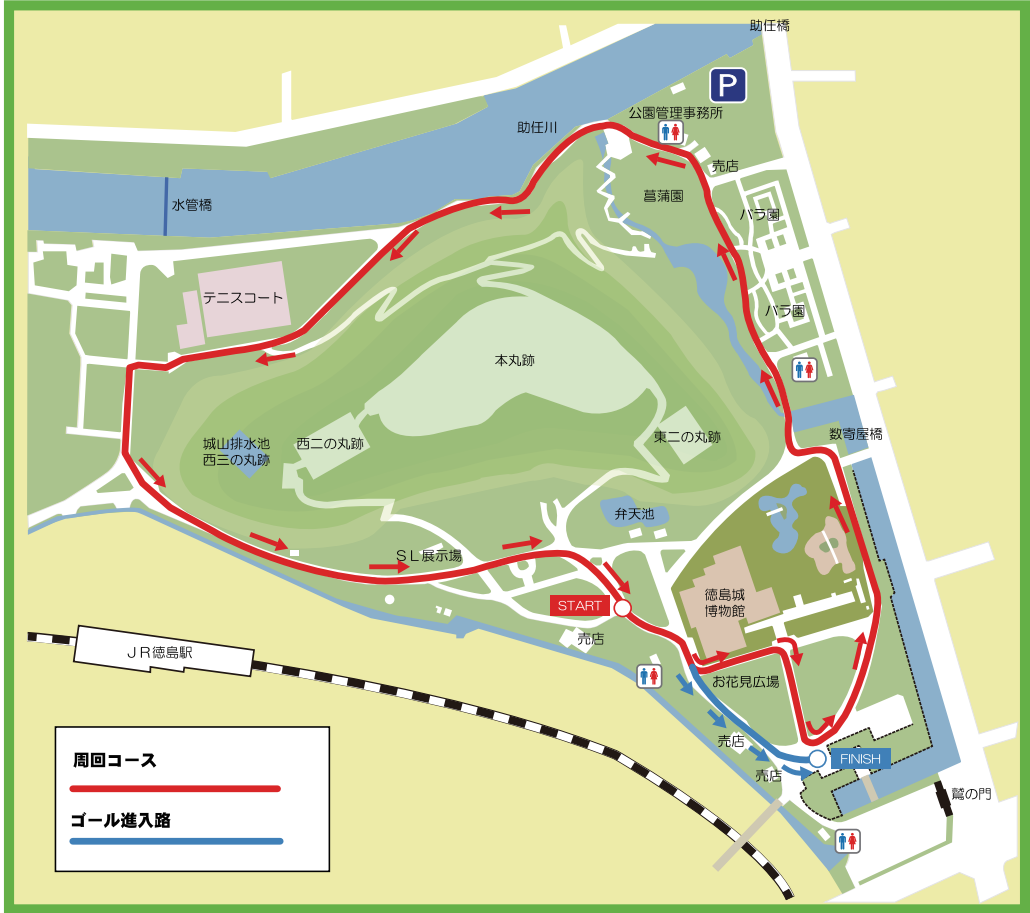 助任橋
P
公園管理事務所
助任川
売店
菖蒲園
水管橋
バラ園
テニスコート
バラ園
本丸跡
数寄屋橋
城山排水池
西三の丸跡
西二の丸跡
東二の丸跡
弁天池
SL展示場
徳島城
博物館
START
売店
JR徳島駅
お花見広場
売店
FINISH
売店
鷲の門
周回コース
ゴール進入路